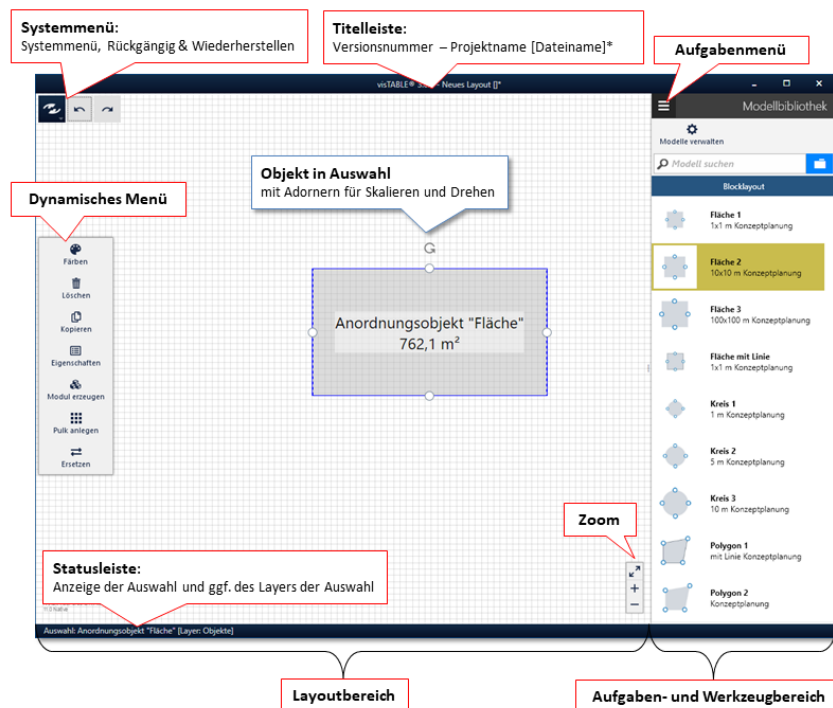 Systemmenü:
Systemmenü, Rückgängig & Wiederherstellen
Titelleiste:
Versionsnummer – Projektname [Dateiname]*
Aufgabenmenü
visTABLE® - Neues Layout []*
Modellbibliothek
Modelle verwalten
Modell suchen
Blocklayout
Objekt in Auswahl
mit Adornern für Skalieren und Drehen
Dynamisches Menü
Färben
Löschen
Kopieren
Eigenschaften
Modul erzeugen
Pulk anlegen
Ersetzen
Anordnungsobjekt "Fläche"
762,1 m²
Fläche 1
1x1 m Konzeptplanung
Fläche 2
10x10 m Konzeptplanung
Fläche 3
100x100 m Konzeptplanung
Fläche mit Linie
1x1 m Konzeptplanung
Kreis 1
1 m Konzeptplanung
Kreis 2
5 m Konzeptplanung
Kreis 3
10 m Konzeptplanung
Polygon 1
mit Linie Konzeptplanung
Polygon 2
Konzeptplanung
Zoom
Statusleiste:
Anzeige der Auswahl und ggf. des Layers der Auswahl
Auswahl: Anordnungsobjekt "Fläche" [Layer: Objekte]
Layoutbereich
Aufgaben- und Werkzeugbereich